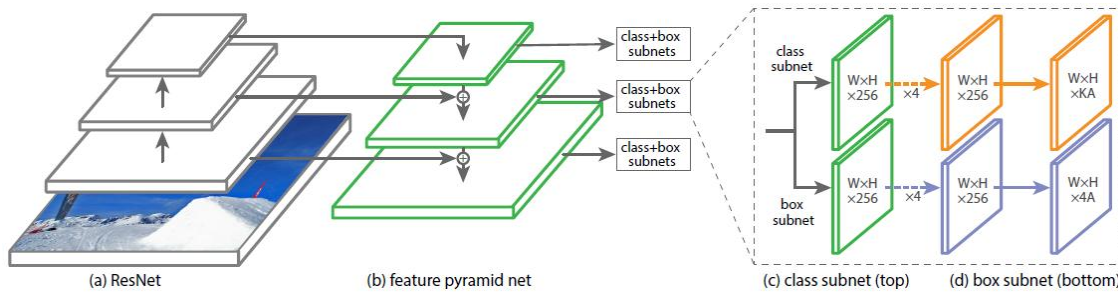 class+box
subnets
class+box
subnets
class+box
subnets
class
subnet
box
subnet
W×H
×256
×4
W×H
×256
W×H
×KA
W×H
×256
×4
W×H
×256
W×H
×4A
(a) ResNet
(b) feature pyramid net
(c) class subnet (top)
(d) box subnet (bottom)